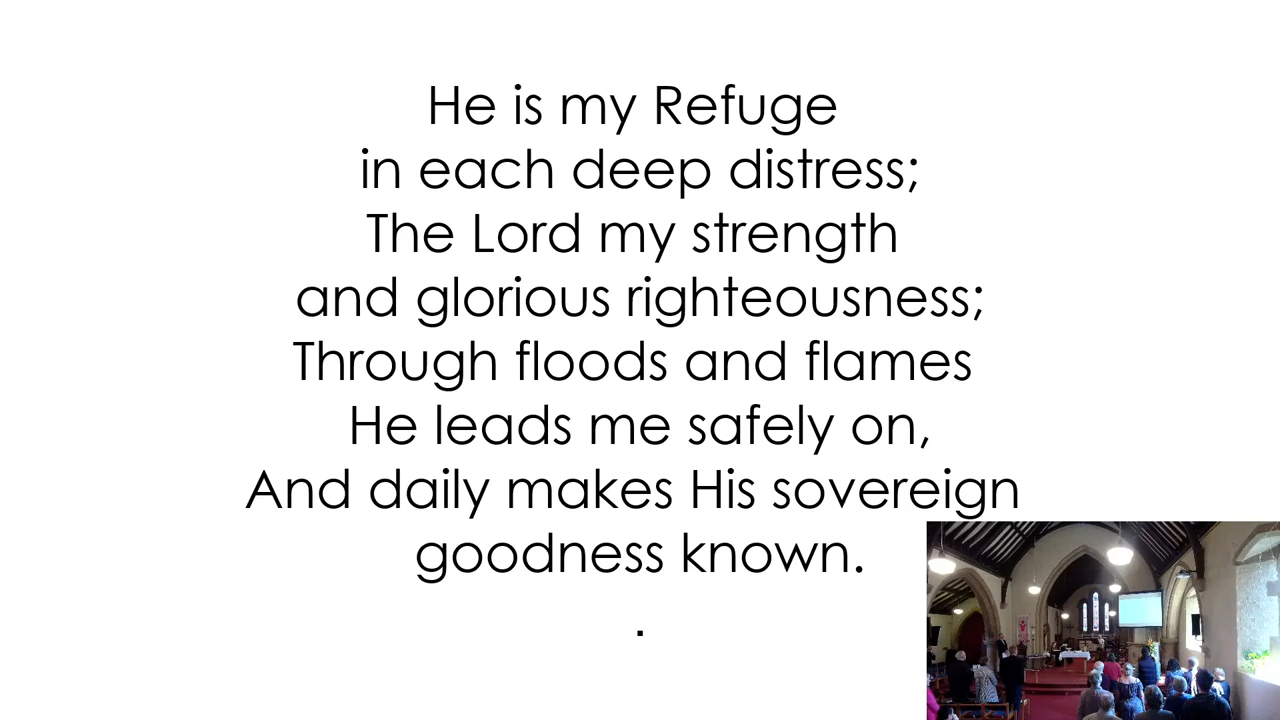 He is my Refuge
in each deep distress;
The Lord my strength
and glorious righteousness;
Through floods and flames
He leads me safely on,
And daily makes His sovereign
goodness known.
.